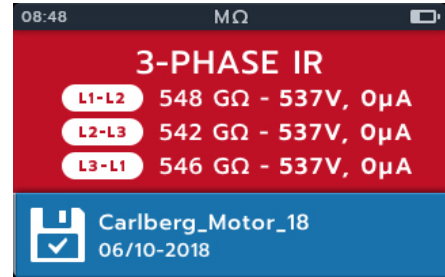 08:48 MΩ
3-PHASE IR
L1-L2 548 GΩ - 537V, 0µA
L2-L3 542 GΩ - 537V, 0µA
L3-L1 546 GΩ - 537V, 0µA
Carlberg_Motor_18
06/10-2018